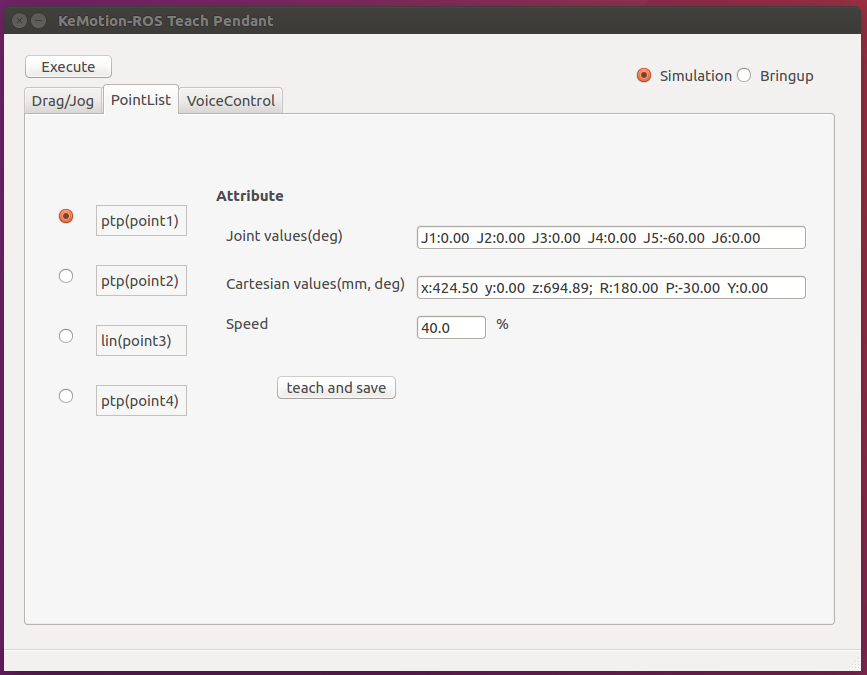 KeMotion-ROS Teach Pendant
Execute
Simulation Bringup
Drag/Jog PointList VoiceControl
Attribute
ptp(point1)
Joint values(deg) J1:0.00 J2:0.00 J3:0.00 J4:0.00 J5:-60.00 J6:0.00
ptp(point2)
Cartesian values(mm, deg) x:424.50 y:0.00 z:694.89; R:180.00 P:-30.00 Y:0.00
Speed 40.0 %
lin(point3)
teach and save
ptp(point4)